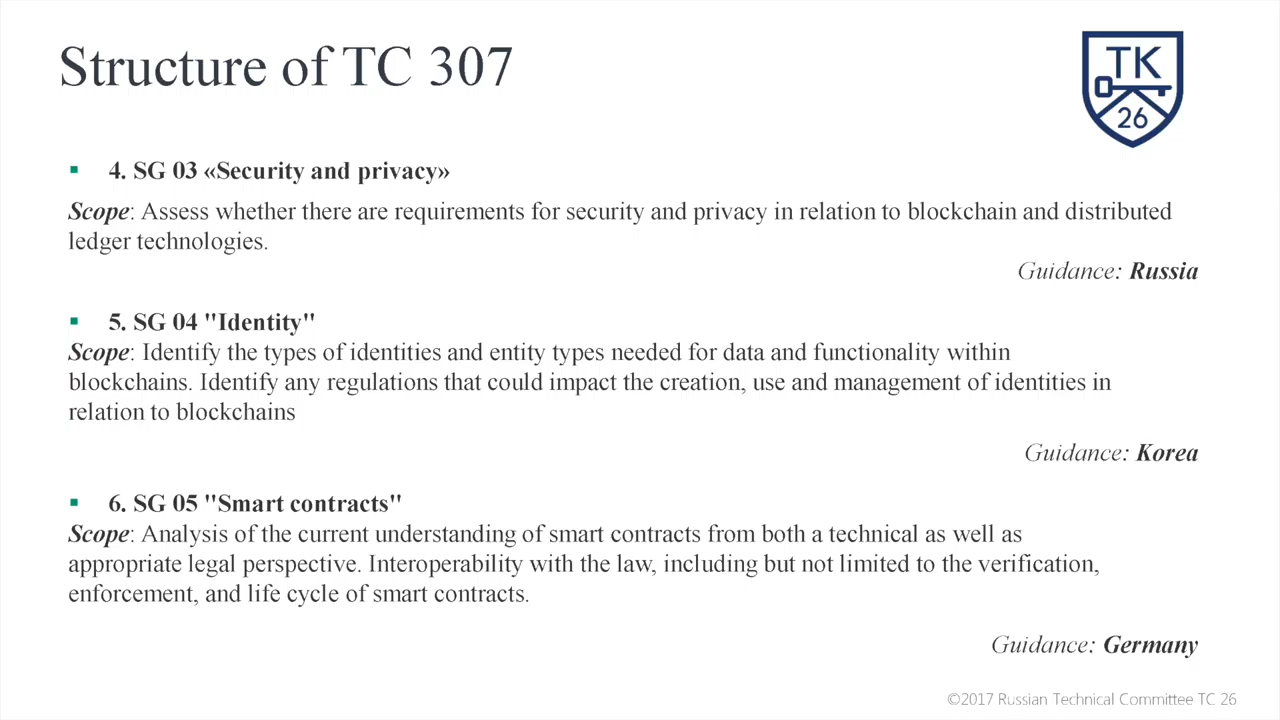 Structure of TC 307
TK
26
▪ 4. SG 03 «Security and privacy»
Scope: Assess whether there are requirements for security and privacy in relation to blockchain and distributed
ledger technologies.
Guidance: Russia
▪ 5. SG 04 "Identity"
Scope: Identify the types of identities and entity types needed for data and functionality within
blockchains. Identify any regulations that could impact the creation, use and management of identities in
relation to blockchains
Guidance: Korea
▪ 6. SG 05 "Smart contracts"
Scope: Analysis of the current understanding of smart contracts from both a technical as well as
appropriate legal perspective. Interoperability with the law, including but not limited to the verification,
enforcement, and life cycle of smart contracts.
Guidance: Germany
©2017 Russian Technical Committee TC 26